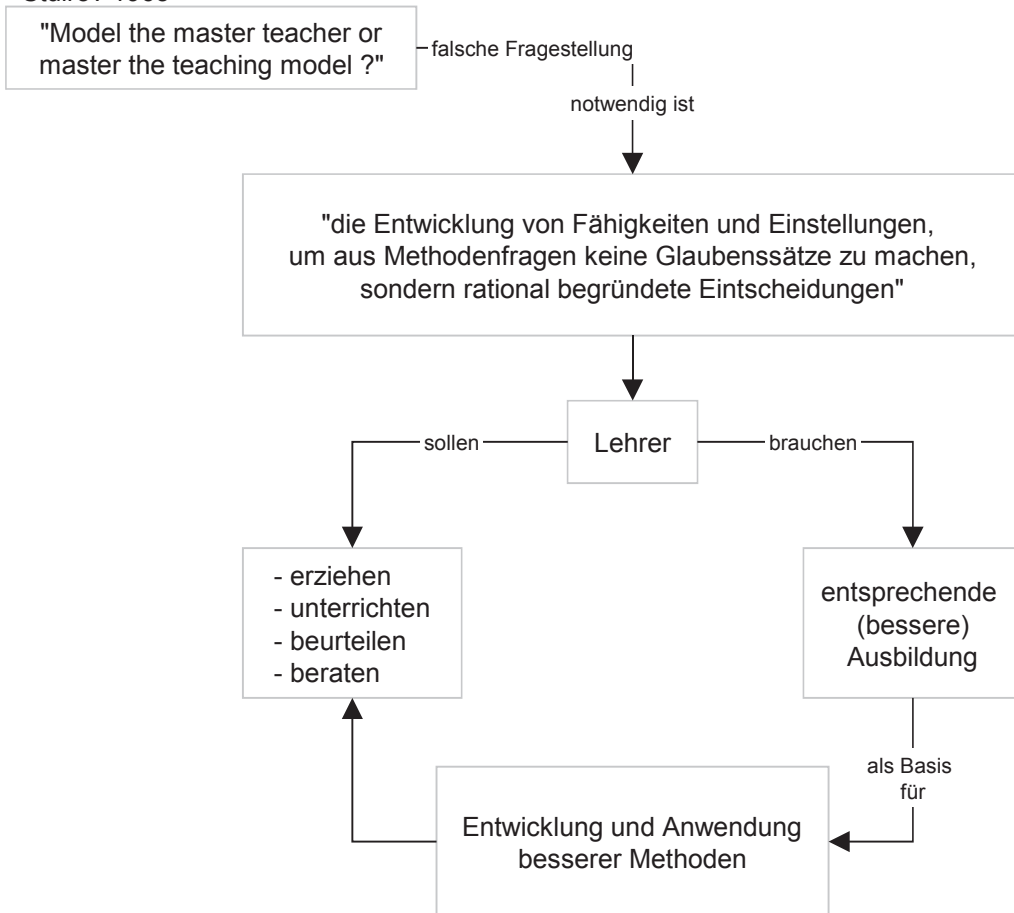 "Model the master teacher or
master the teaching model ?"
falsche Fragestellung
notwendig ist
"die Entwicklung von Fähigkeiten und Einstellungen,
um aus Methodenfragen keine Glaubenssätze zu machen,
sondern rational begründete Eintscheidungen"
sollen
Lehrer
brauchen
- erziehen
- unterrichten
- beurteilen
- beraten
entsprechende
(bessere)
Ausbildung
als Basis
für
Entwicklung und Anwendung
besserer Methoden